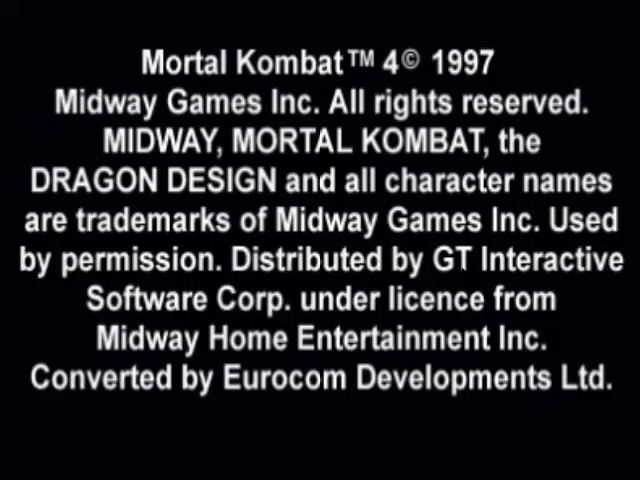 Mortal Kombat™ 4© 1997
Midway Games Inc. All rights reserved.
MIDWAY, MORTAL KOMBAT, the
DRAGON DESIGN and all character names
are trademarks of Midway Games Inc. Used
by permission. Distributed by GT Interactive
Software Corp. under licence from
Midway Home Entertainment Inc.
Converted by Eurocom Developments Ltd.